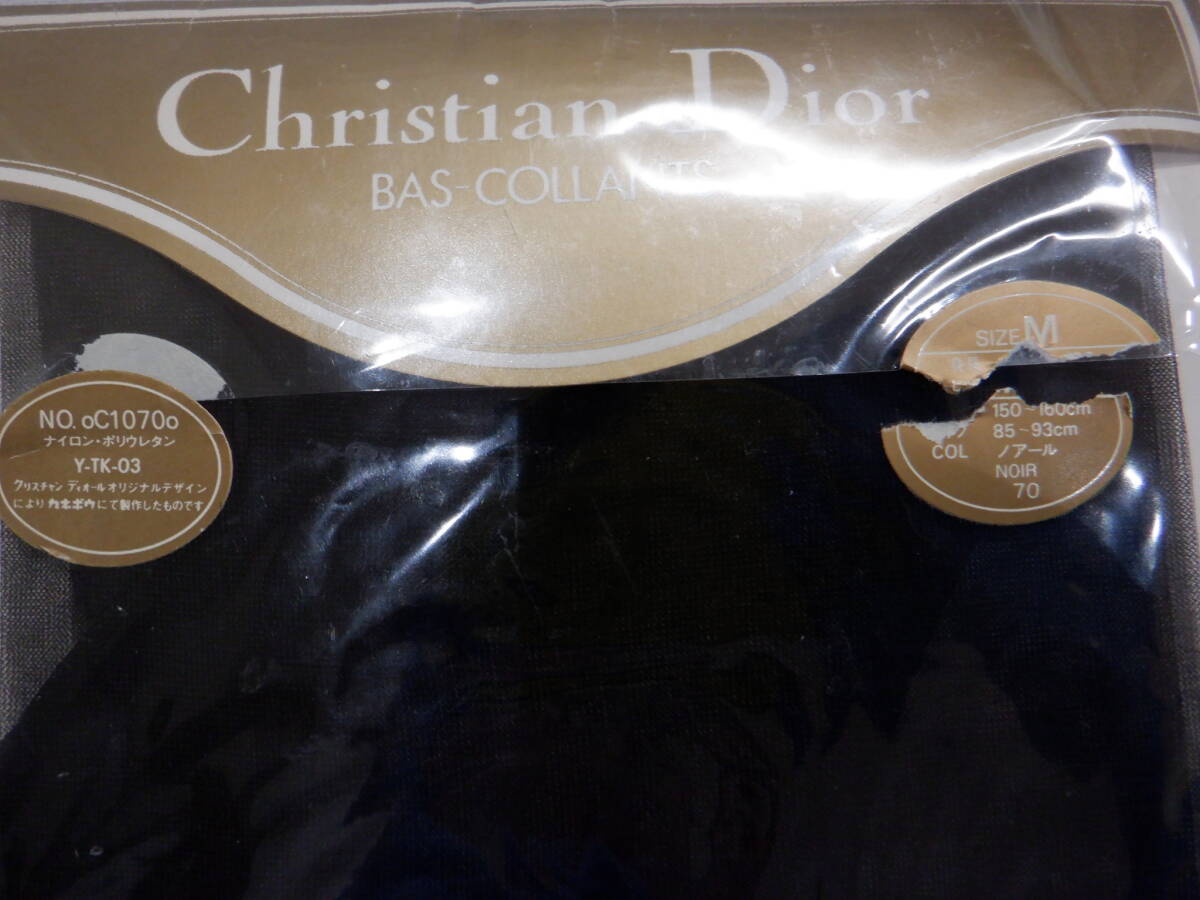 Christian Dior
BAS-COLLANTS
SIZE M
NO. oC1070o
ナイロン・ポリウレタン
Y-TK-03
クリスチャン ディオールオリジナルデザイン
により カネボウにて製作したものです
150~160cm
85~93cm
COL ノアール
NOIR
70